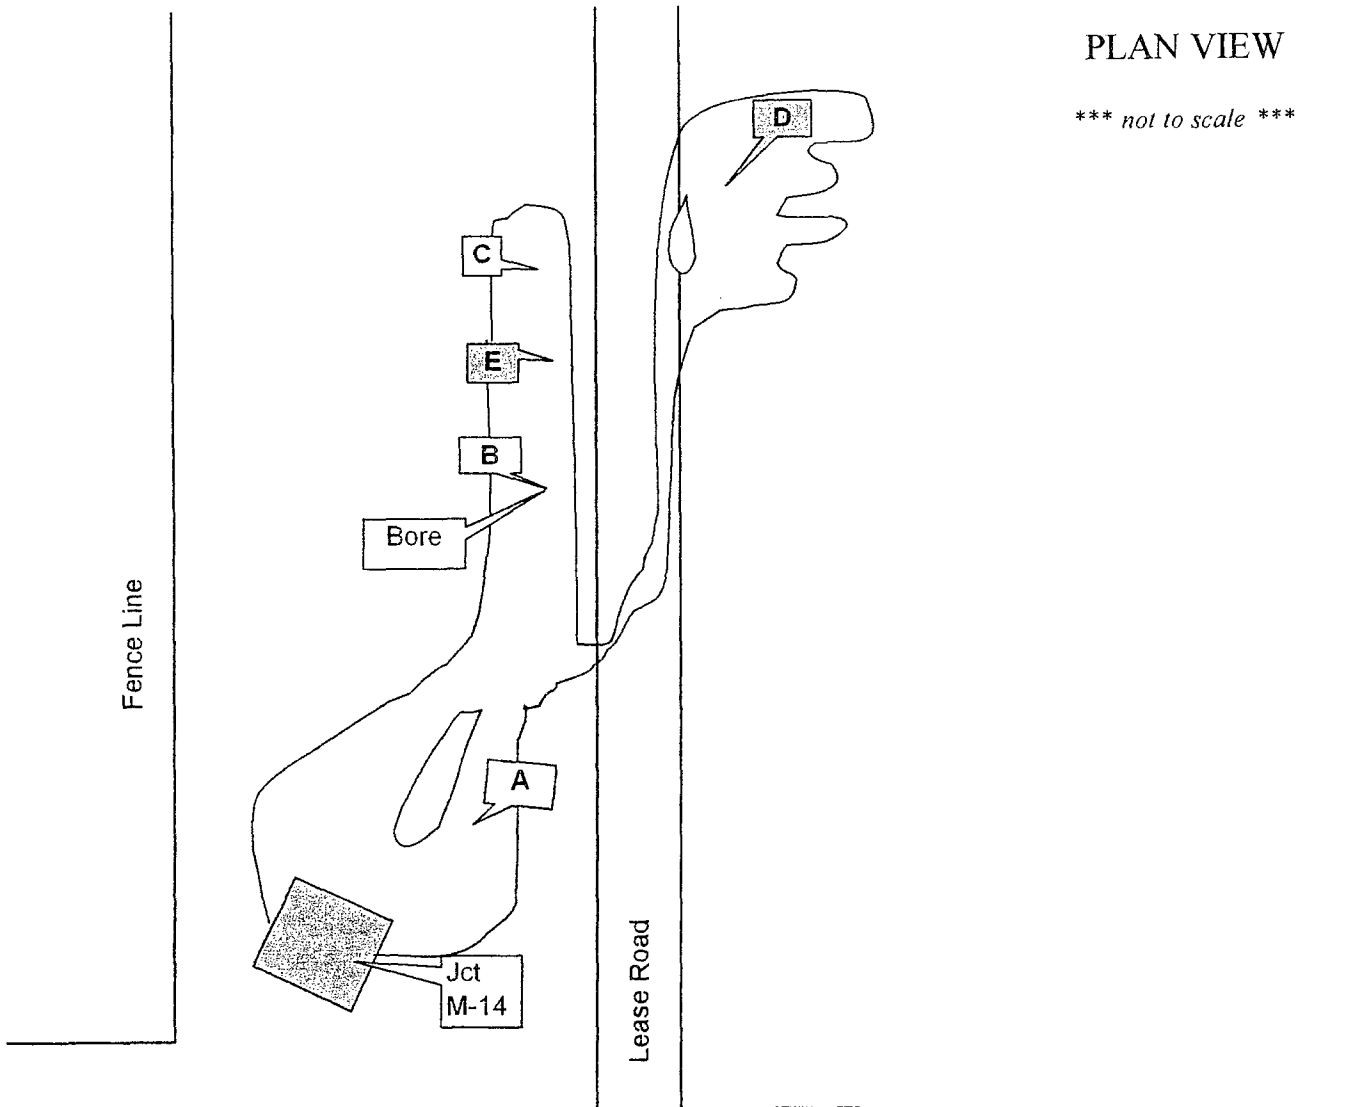 PLAN VIEW
*** not to scale ***
D
C
E
B
Bore
Fence Line
A
Jct
M-14
Lease Road